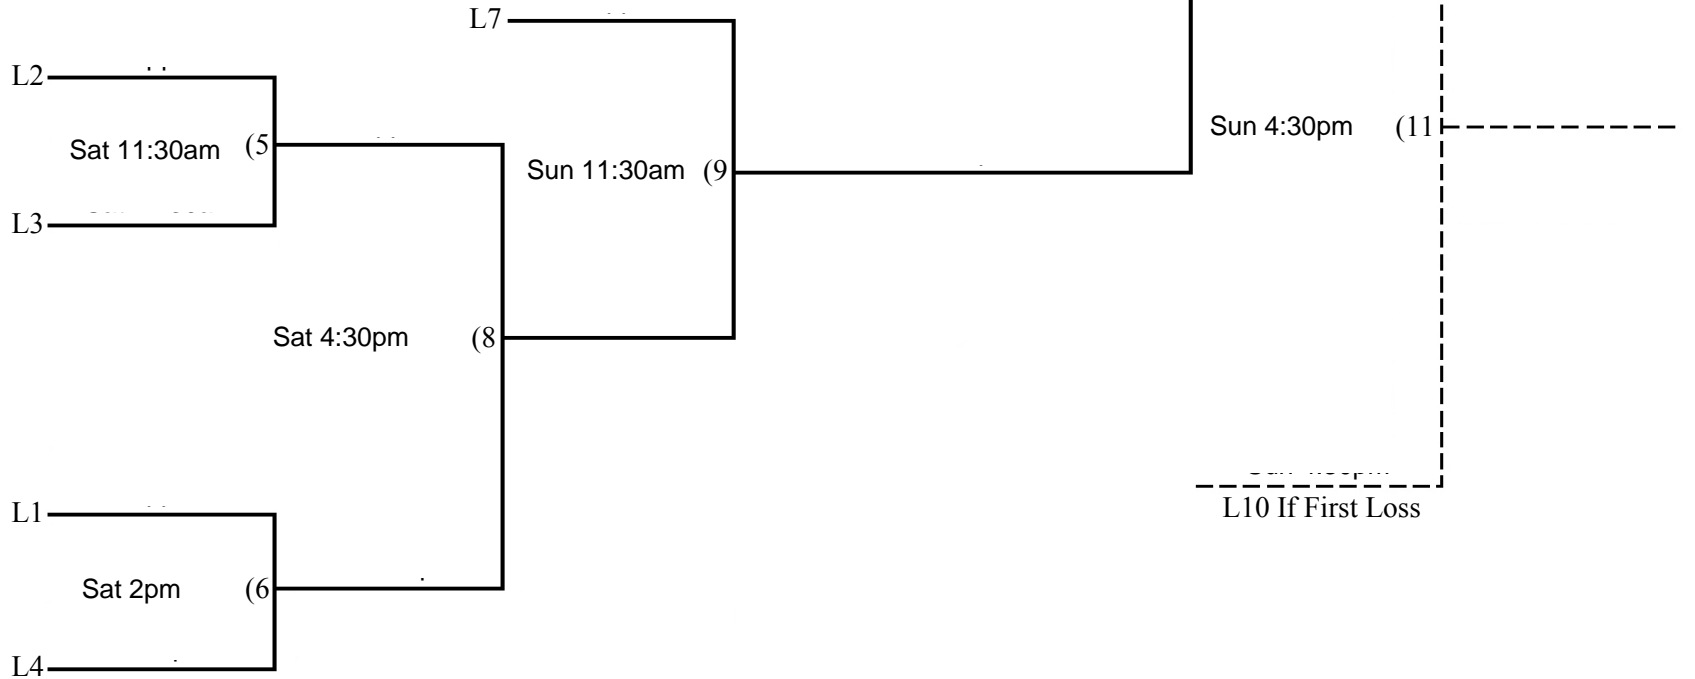 L7
L2
Sun 4:30pm (11
Sat 11:30am (5
Sun 11:30am (9
L3
Sat 4:30pm (8
L10 If First Loss
L1
Sat 2pm (6
L4